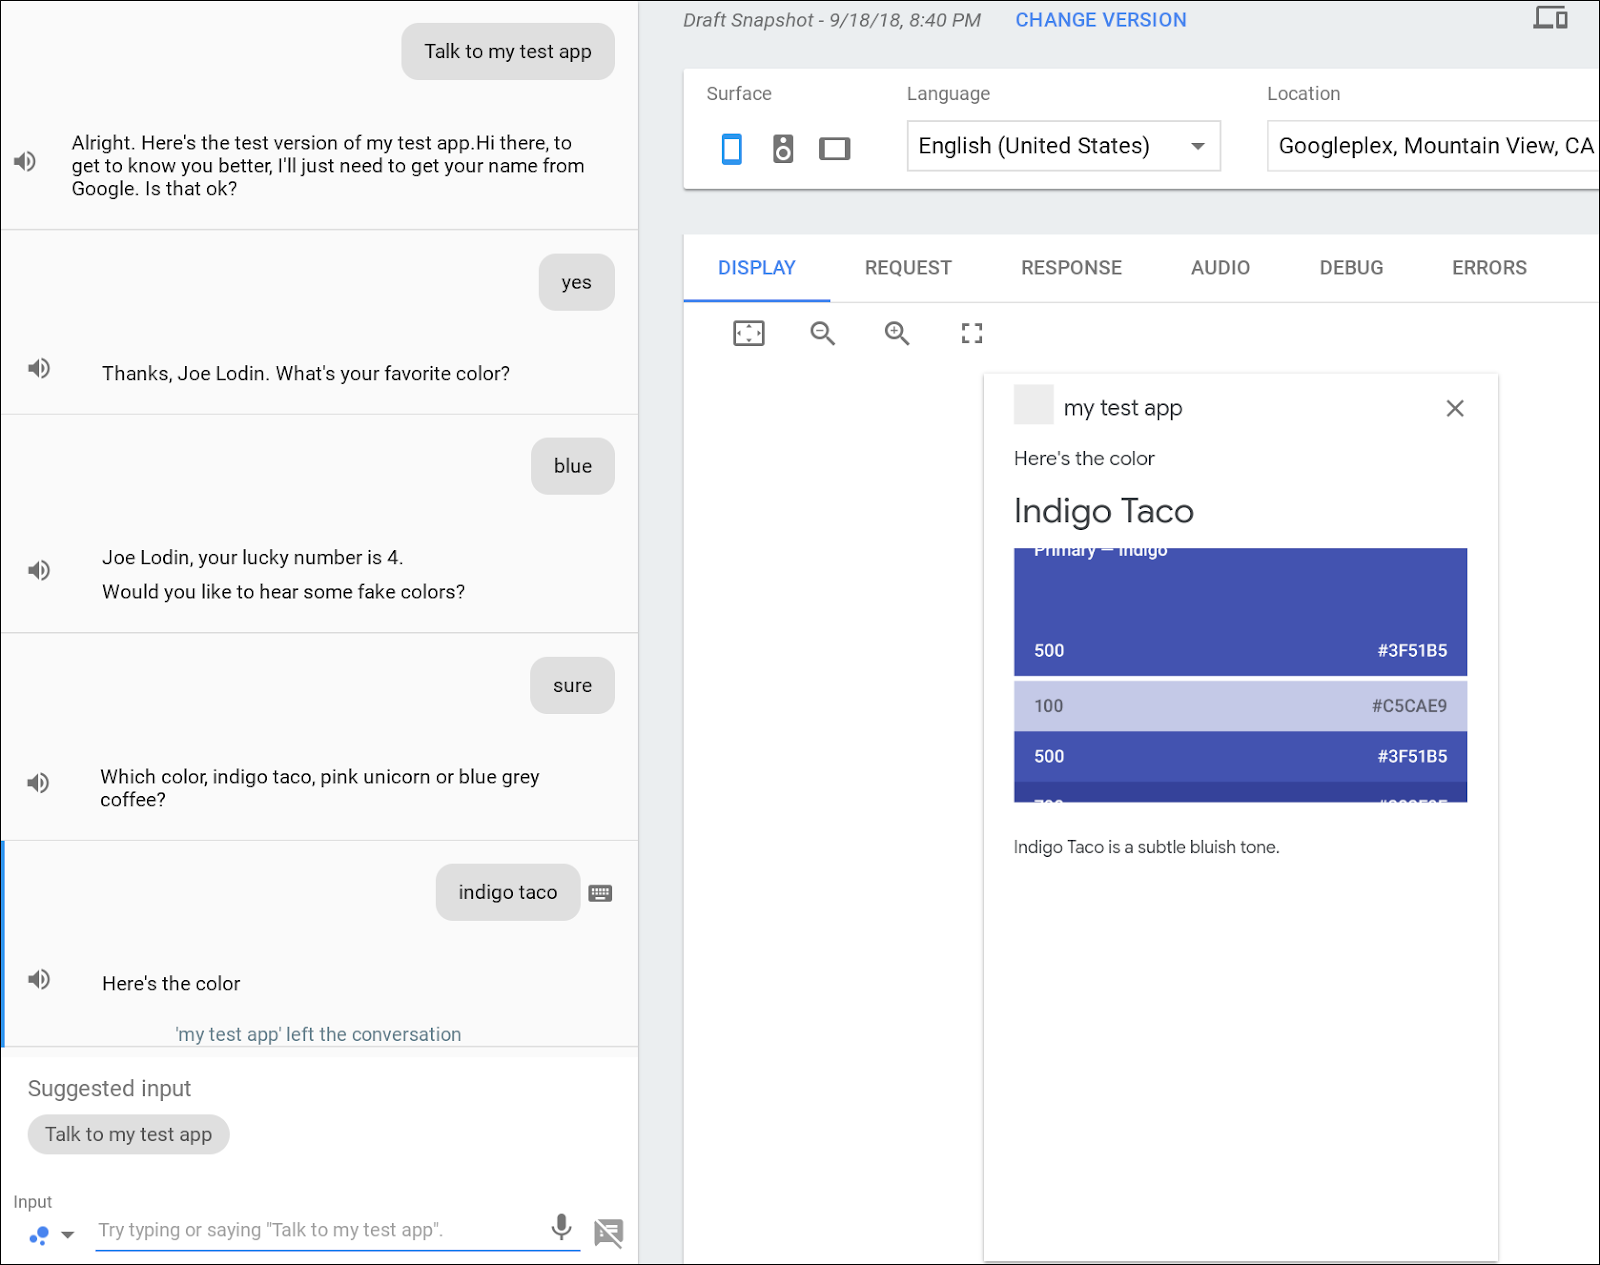 Talk to my test app
Alright. Here's the test version of my test app.Hi there, to
get to know you better, I'll just need to get your name from
Google. Is that ok?
yes
Thanks, Joe Lodin. What's your favorite color?
blue
Joe Lodin, your lucky number is 4.
Would you like to hear some fake colors?
sure
Which color, indigo taco, pink unicorn or blue grey
coffee?
indigo taco
Here's the color
'my test app' left the conversation
Suggested input
Talk to my test app
Input
Try typing or saying "Talk to my test app".
Draft Snapshot - 9/18/18, 8:40 PM CHANGE VERSION
Surface Language Location
English (United States) Googleplex, Mountain View, CA
DISPLAY REQUEST RESPONSE AUDIO DEBUG ERRORS
my test app
Here's the color
Indigo Taco
Primary — Indigo
500 #3F51B5
100 #C5CAE9
500 #3F51B5
Indigo Taco is a subtle bluish tone.